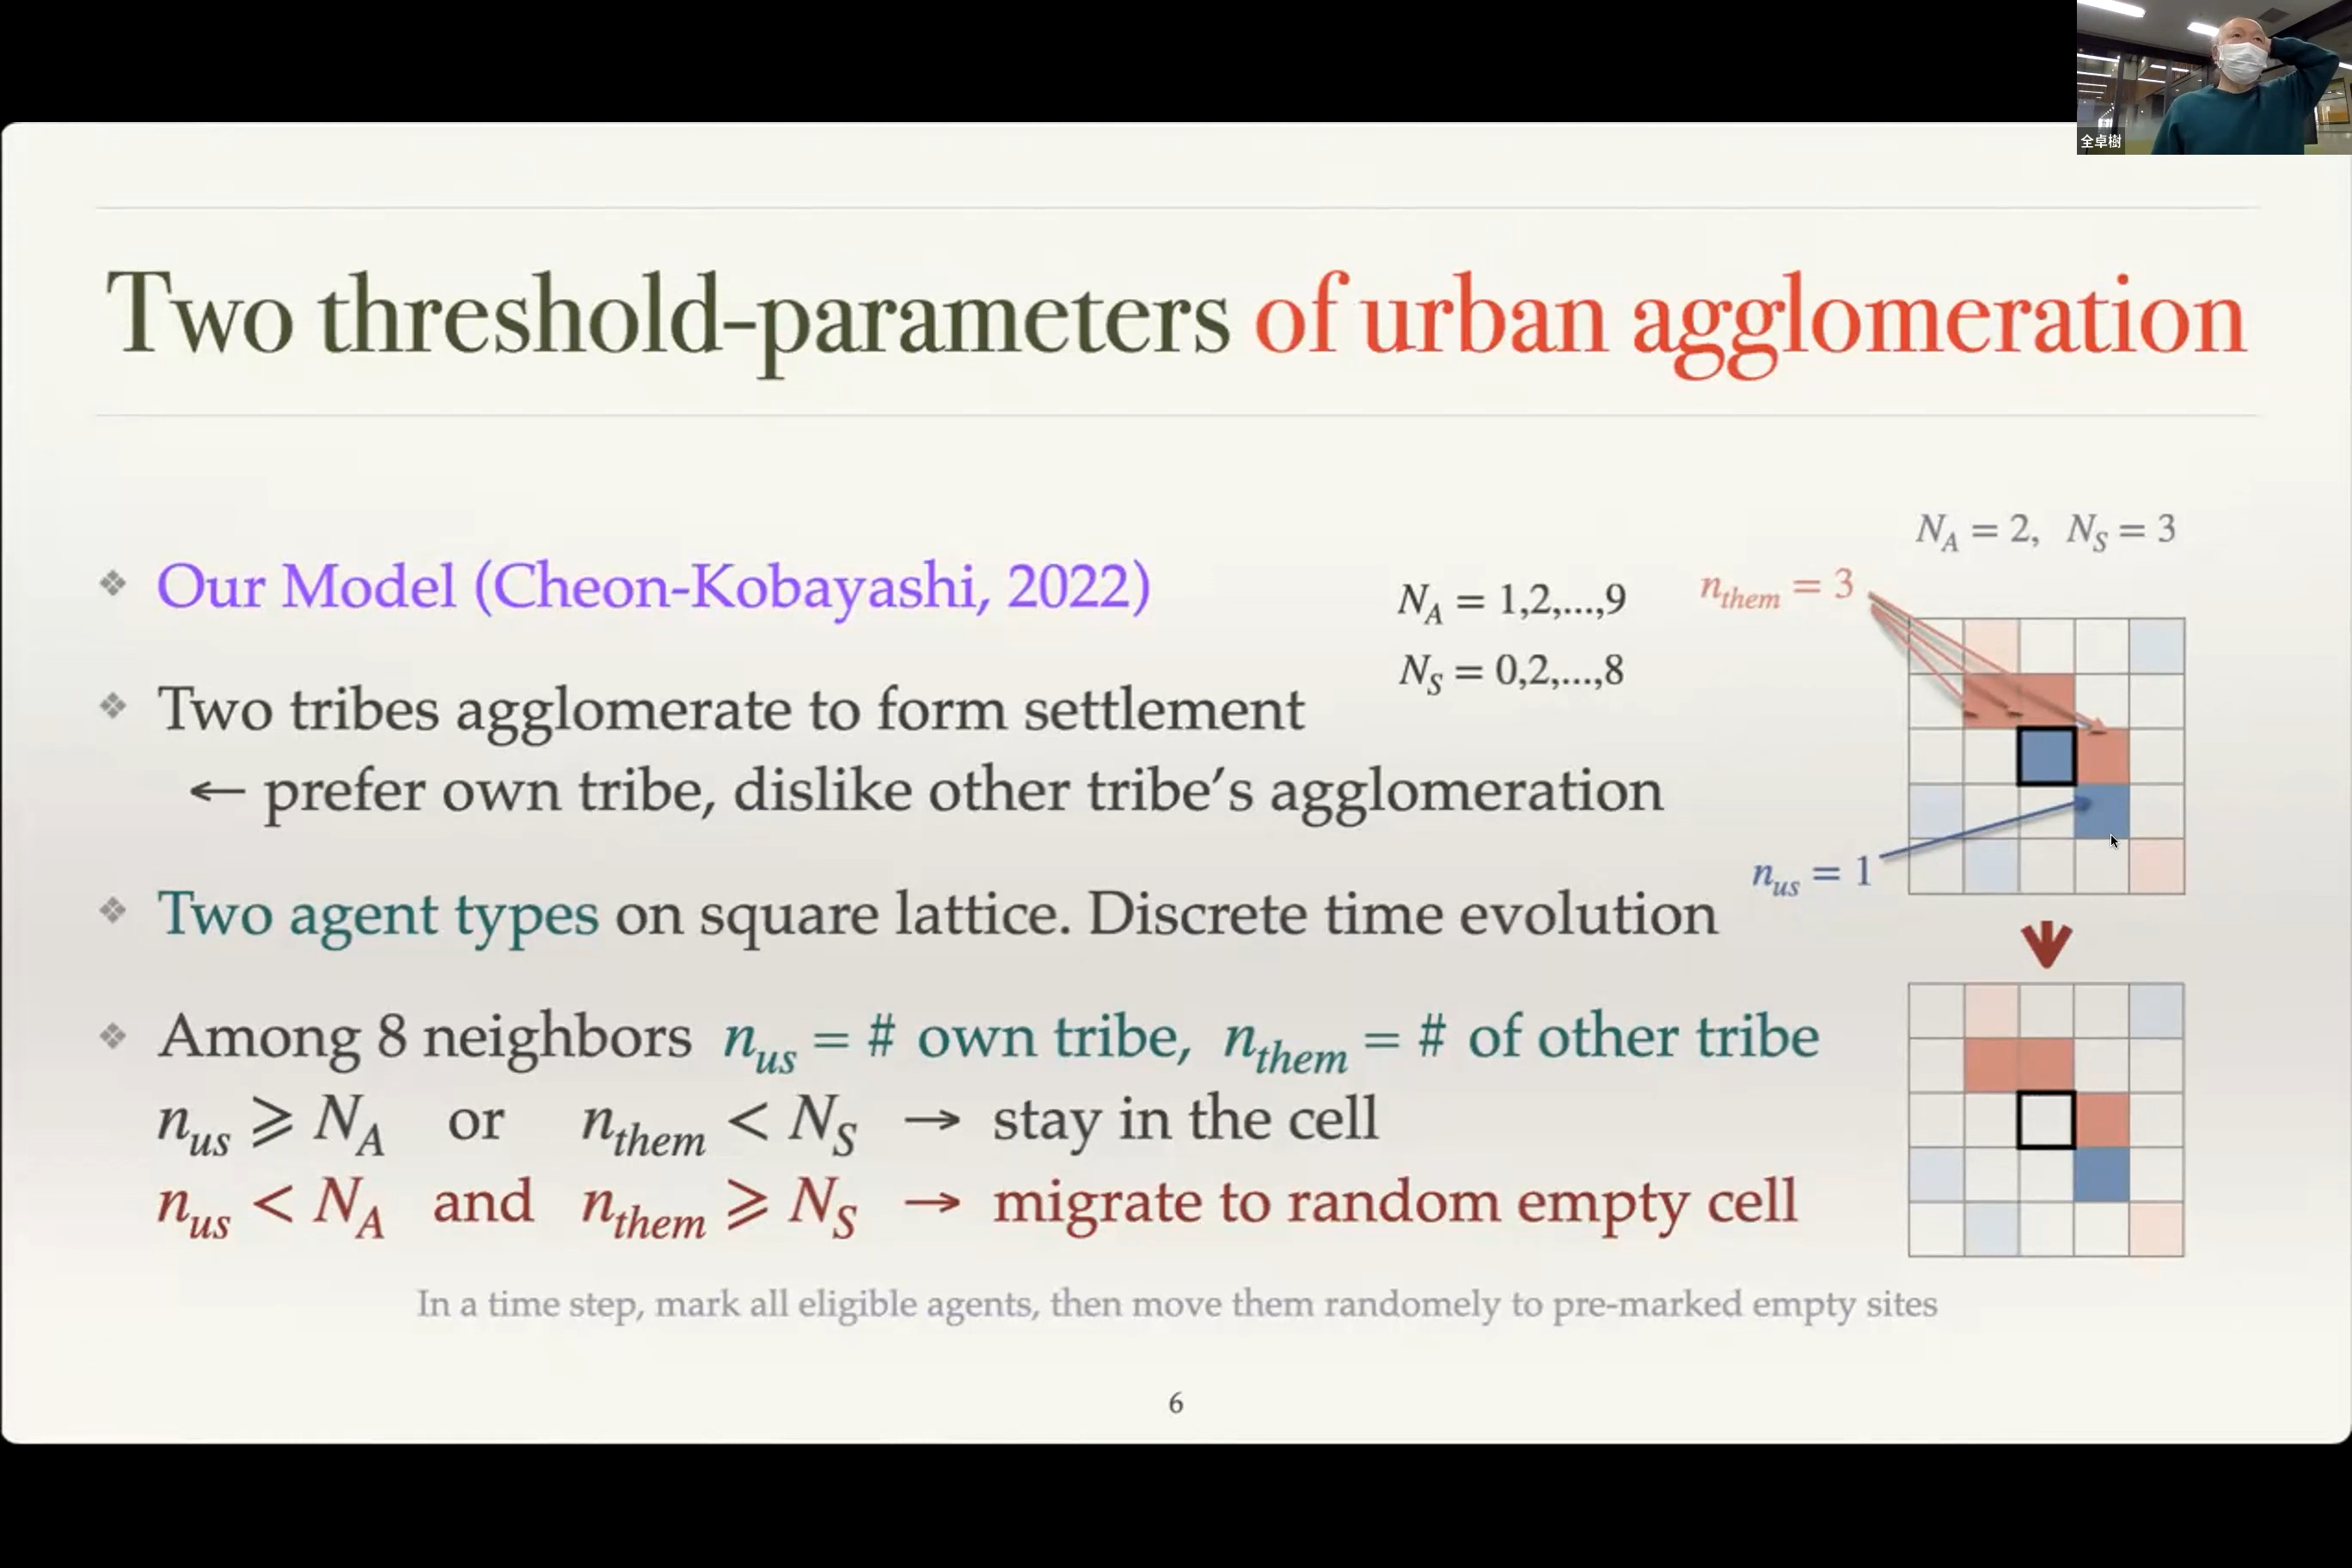 全卓樹
Two threshold-parameters of urban agglomeration
❖ Our Model (Cheon-Kobayashi, 2022)
N_A = 1,2,...,9
N_S = 0,2,...,8
❖ Two tribes agglomerate to form settlement
← prefer own tribe, dislike other tribe's agglomeration
❖ Two agent types on square lattice. Discrete time evolution
❖ Among 8 neighbors n_us = # own tribe, n_them = # of other tribe
n_us ⩾ N_A or n_them < N_S → stay in the cell
n_us < N_A and n_them ⩾ N_S → migrate to random empty cell
N_A = 2, N_S = 3
n_them = 3
n_us = 1
In a time step, mark all eligible agents, then move them randomely to pre-marked empty sites
6